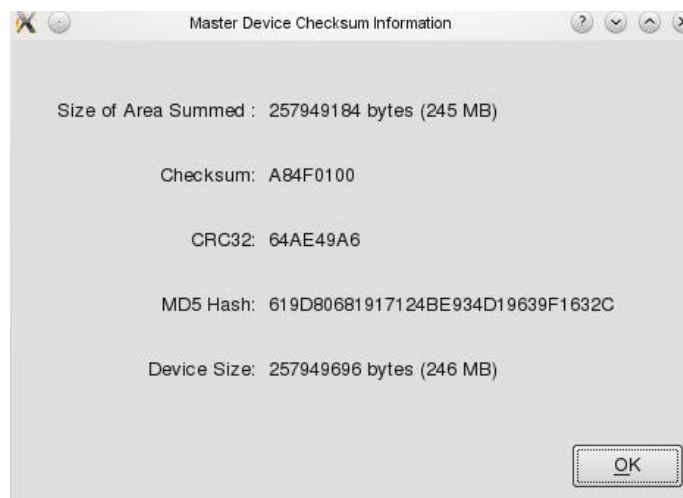 Master Device Checksum Information
Size of Area Summed : 257949184 bytes (245 MB)
Checksum: A84F0100
CRC32: 64AE49A6
MD5 Hash: 619D80681917124BE934D19639F1632C
Device Size: 257949696 bytes (246 MB)
OK